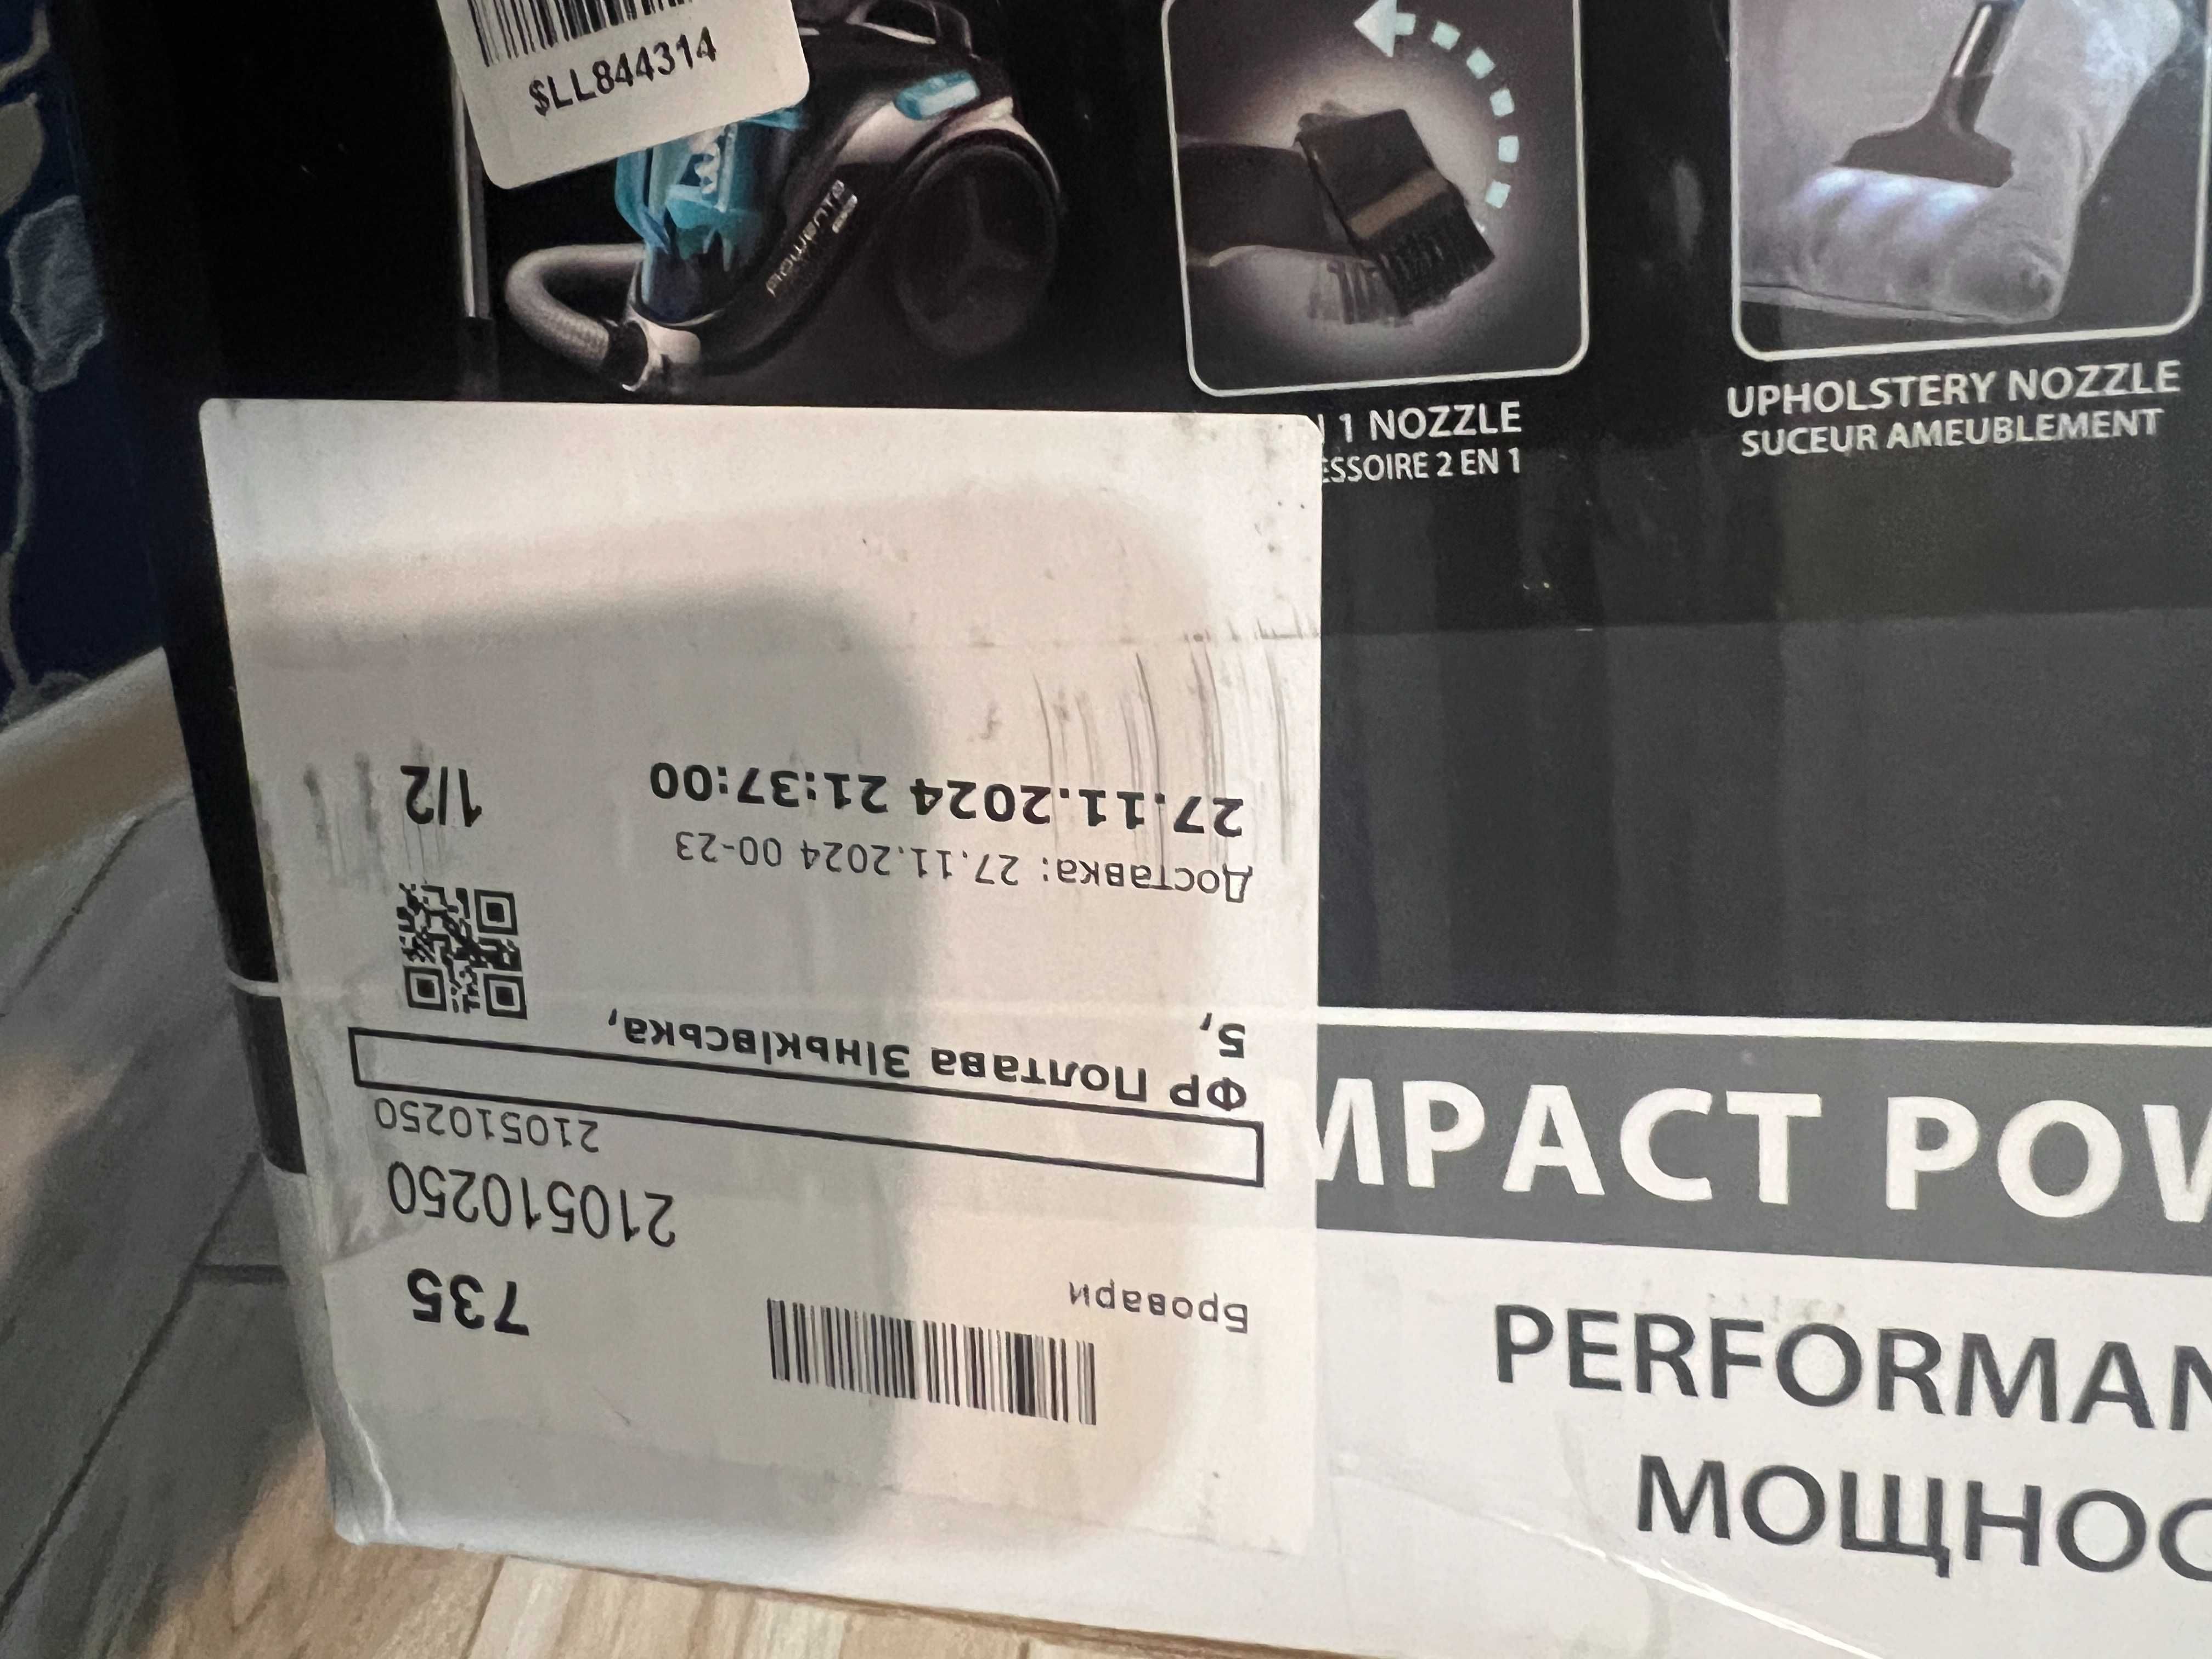 $LL844314
ROWENTA
1 NOZZLE
ESSOIRE 2 EN 1
UPHOLSTERY NOZZLE
SUCEUR AMEUBLEMENT
Бровари
735
210510250
210510250
ФР Полтава Зіньківська,
5,
Доставка: 27.11.2024 00-23
27.11.2024 21:37:00
1/2
MPACT POW
PERFORMAN
МОЩНОС